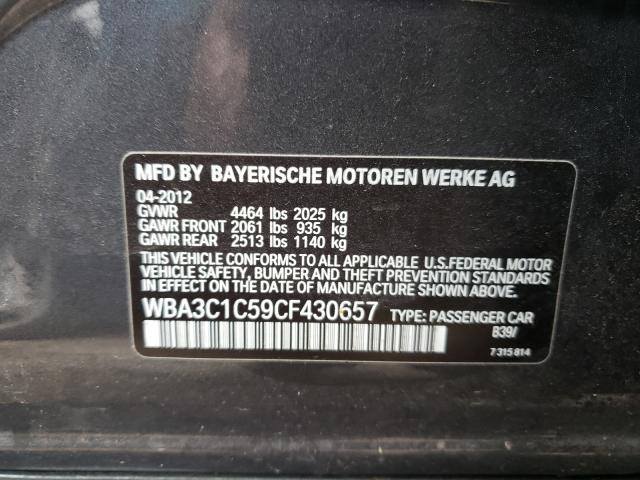 MFD BY BAYERISCHE MOTOREN WERKE AG
04-2012
GVWR 4464 lbs 2025 kg
GAWR FRONT 2061 lbs 935 kg
GAWR REAR 2513 lbs 1140 kg
THIS VEHICLE CONFORMS TO ALL APPLICABLE U.S.FEDERAL MOTOR
VEHICLE SAFETY, BUMPER AND THEFT PREVENTION STANDARDS
IN EFFECT ON THE DATE OF MANUFACTURE SHOWN ABOVE.
WBA3C1C59CF430657 TYPE: PASSENGER CAR
B39/
7 315 814